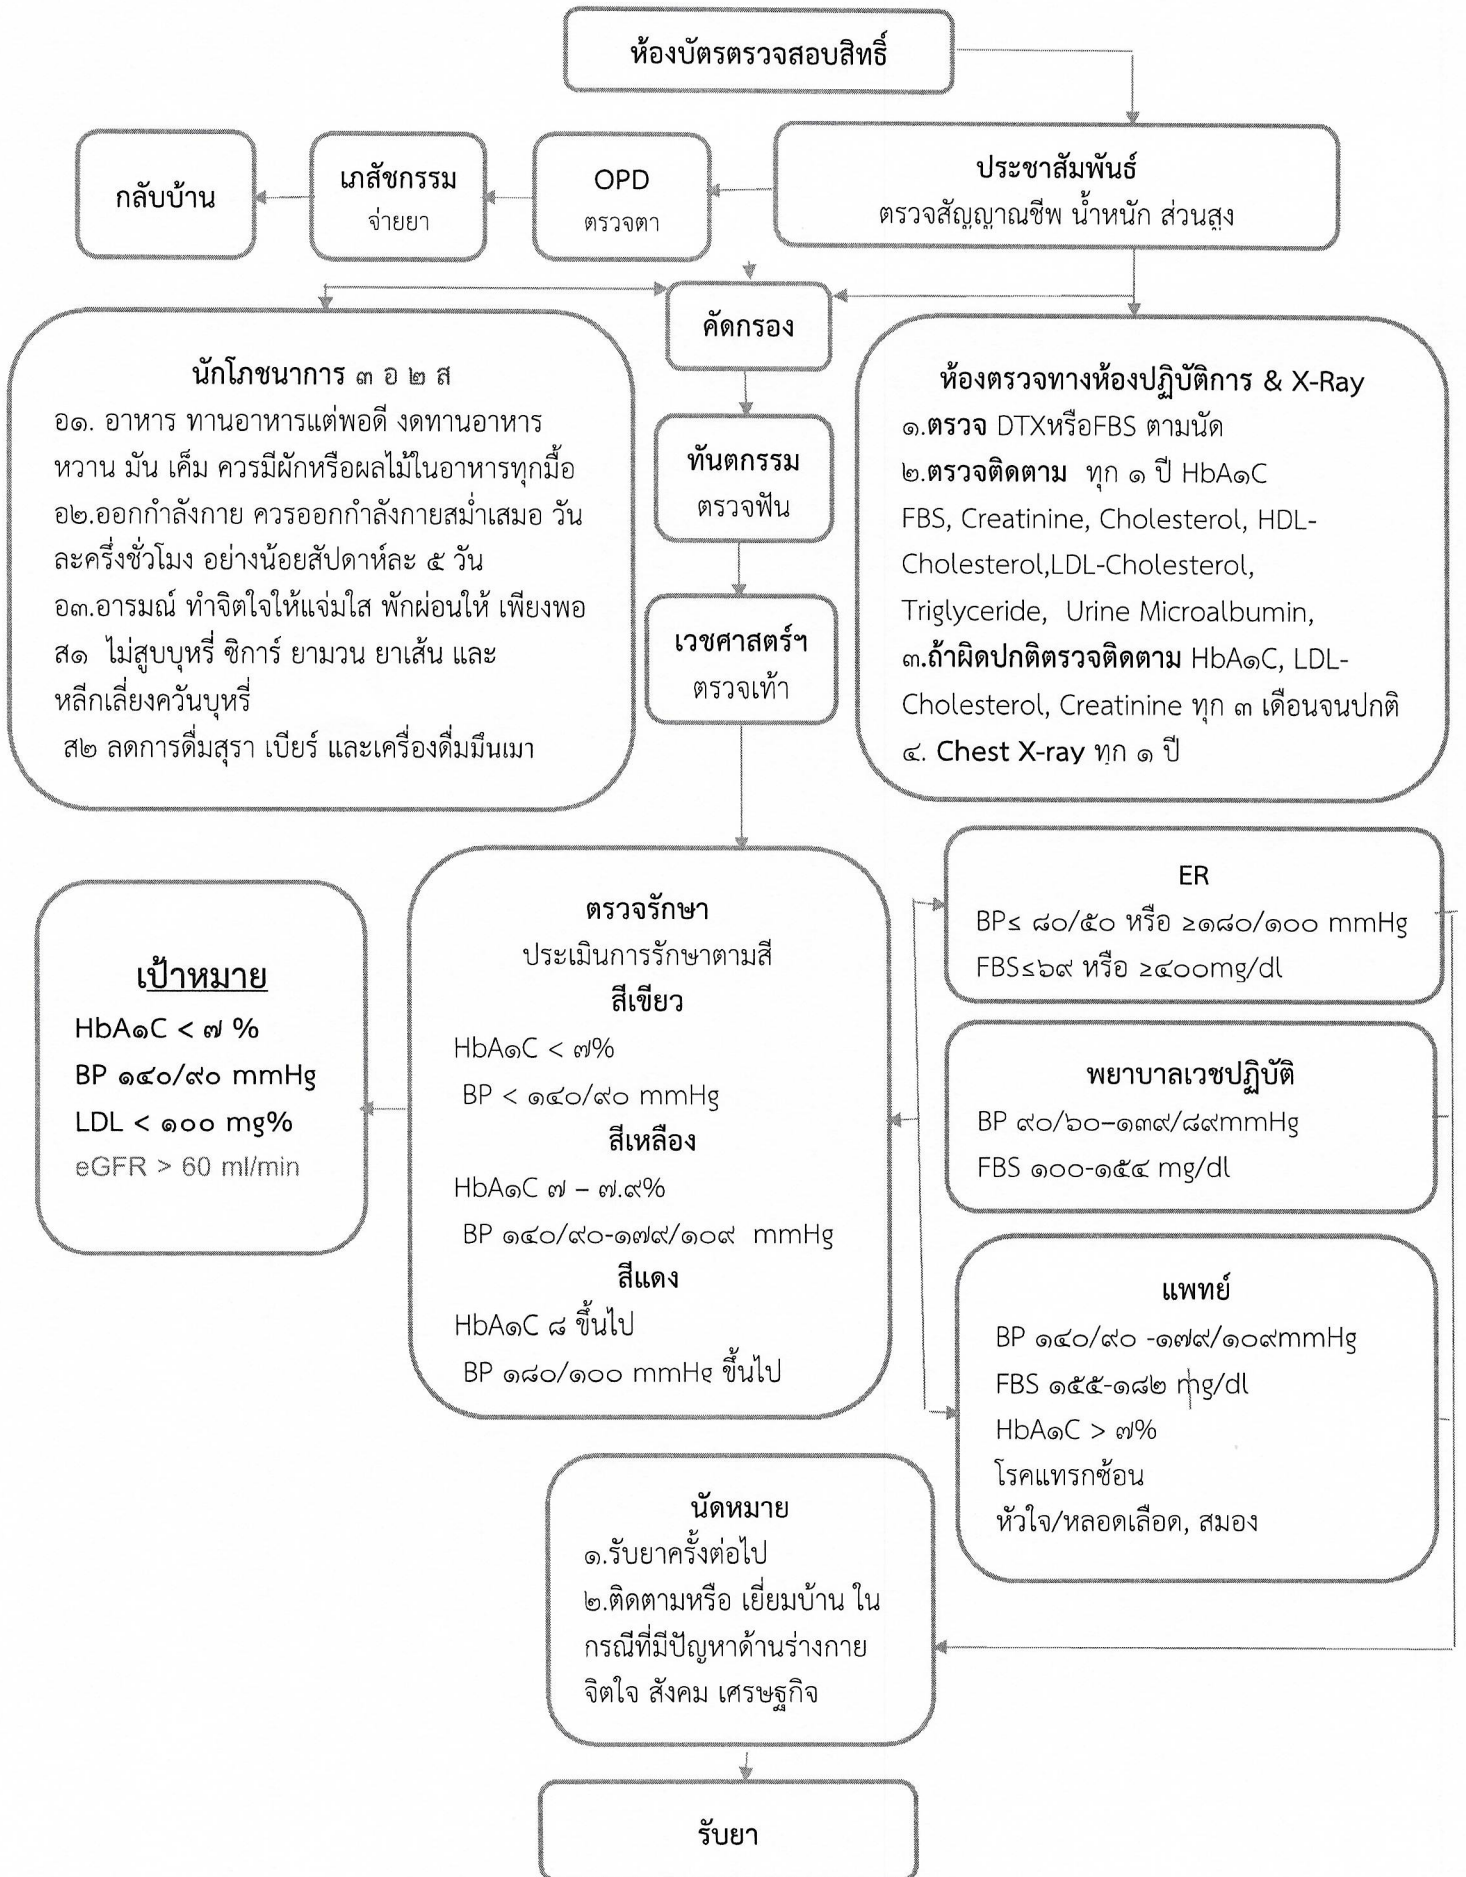 ห้องบัตรตรวจสอบสิทธิ์
ประชาสัมพันธ์
ตรวจสัญญาณชีพ น้ำหนัก ส่วนสูง
OPD
ตรวจตา
เภสัชกรรม
จ่ายยา
กลับบ้าน
คัดกรอง
นักโภชนาการ ๓ อ ๒ ส
อ๑. อาหาร ทานอาหารแต่พอดี งดทานอาหาร
หวาน มัน เค็ม ควรมีผักหรือผลไม้ในอาหารทุกมื้อ
อ๒.ออกกำลังกาย ควรออกกำลังกายสม่ำเสมอ วัน
ละครึ่งชั่วโมง อย่างน้อยสัปดาห์ละ ๕ วัน
อ๓.อารมณ์ ทำจิตใจให้แจ่มใส พักผ่อนให้ เพียงพอ
ส๑ ไม่สูบบุหรี่ ซิการ์ ยามวน ยาเส้น และ
หลีกเลี่ยงควันบุหรี่
ส๒ ลดการดื่มสุรา เบียร์ และเครื่องดื่มมึนเมา
ห้องตรวจทางห้องปฏิบัติการ & X-Ray
๑.ตรวจ DTXหรือFBS ตามนัด
๒.ตรวจติดตาม ทุก ๑ ปี HbA๑C
FBS, Creatinine, Cholesterol, HDL-
Cholesterol,LDL-Cholesterol,
Triglyceride, Urine Microalbumin,
๓.ถ้าผิดปกติตรวจติดตาม HbA๑C, LDL-
Cholesterol, Creatinine ทุก ๓ เดือนจนปกติ
๔. Chest X-ray ทุก ๑ ปี
ทันตกรรม
ตรวจฟัน
เวชศาสตร์ฯ
ตรวจเท้า
ตรวจรักษา
ประเมินการรักษาตามสี
สีเขียว
HbA๑C < ๗%
BP < ๑๔๐/๙๐ mmHg
สีเหลือง
HbA๑C ๗ – ๗.๙%
BP ๑๔๐/๙๐-๑๗๙/๑๐๙ mmHg
สีแดง
HbA๑C ๘ ขึ้นไป
BP ๑๘๐/๑๐๐ mmHg ขึ้นไป
เป้าหมาย
HbA๑C < ๗ %
BP ๑๔๐/๙๐ mmHg
LDL < ๑๐๐ mg%
eGFR > 60 ml/min
ER
BP≤ ๘๐/๕๐ หรือ ≥๑๘๐/๑๐๐ mmHg
FBS≤๖๙ หรือ ≥๔๐๐mg/dl
พยาบาลเวชปฏิบัติ
BP ๙๐/๖๐–๑๓๙/๘๙mmHg
FBS ๑๐๐-๑๕๔ mg/dl
แพทย์
BP ๑๔๐/๙๐ -๑๗๙/๑๐๙mmHg
FBS ๑๕๕-๑๘๒ mg/dl
HbA๑C > ๗%
โรคแทรกซ้อน
หัวใจ/หลอดเลือด, สมอง
นัดหมาย
๑.รับยาครั้งต่อไป
๒.ติดตามหรือ เยี่ยมบ้าน ใน
กรณีที่มีปัญหาด้านร่างกาย
จิตใจ สังคม เศรษฐกิจ
รับยา